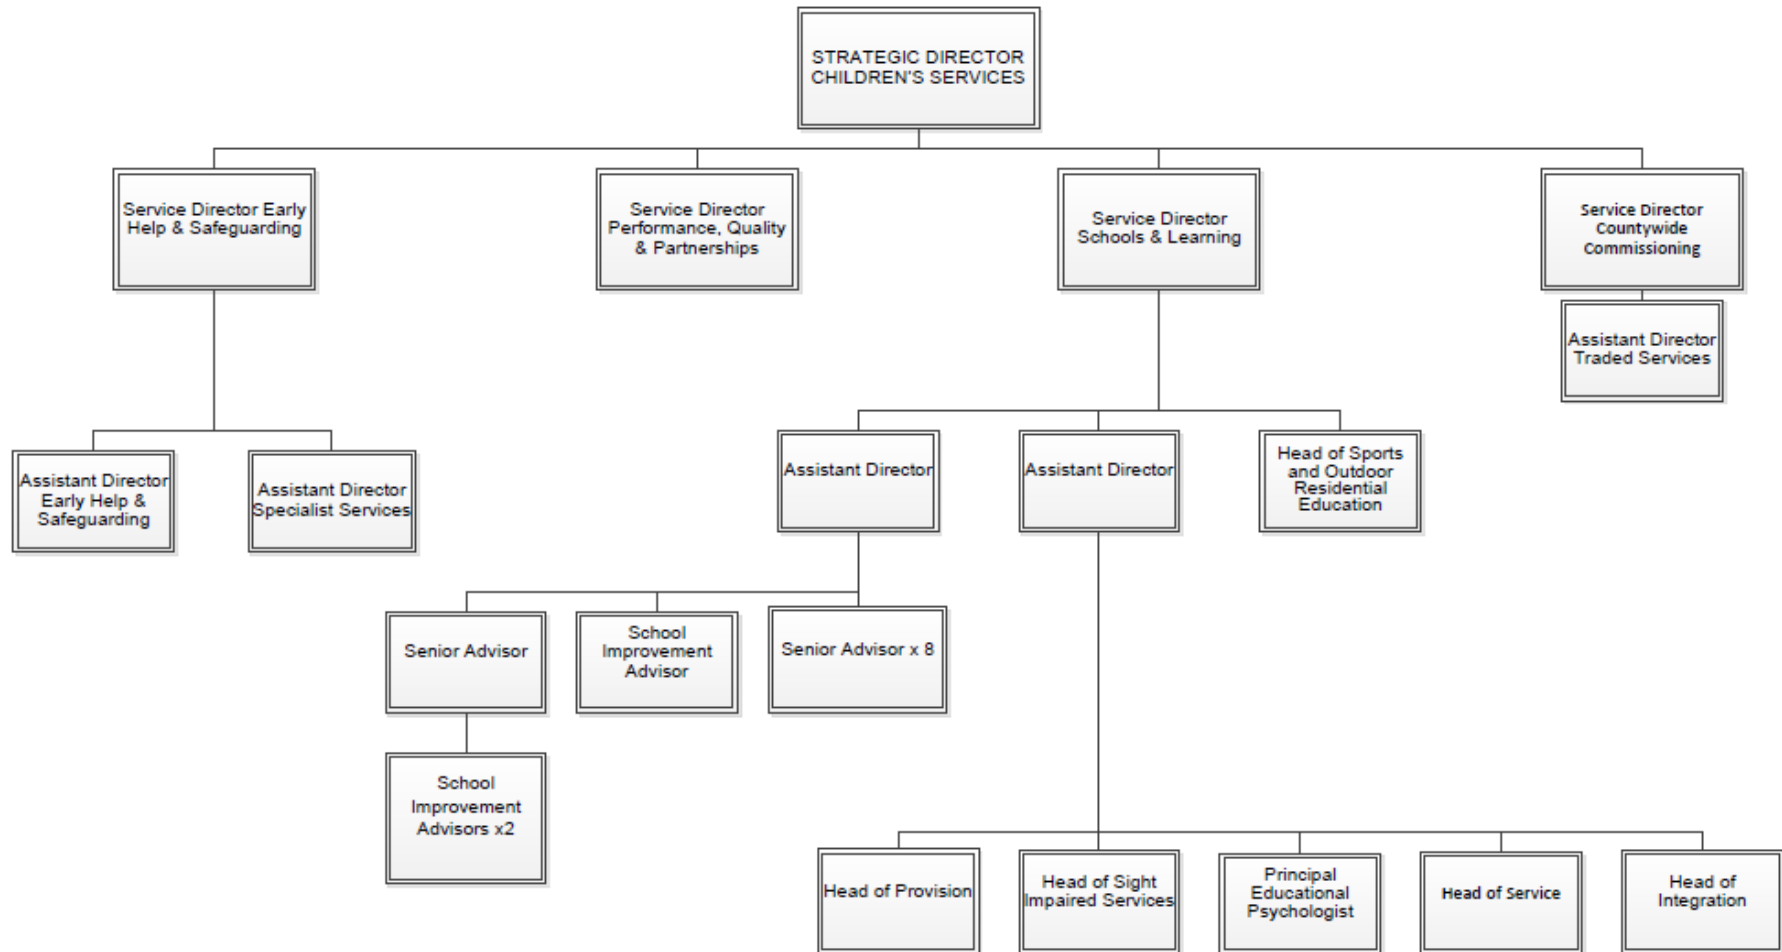 STRATEGIC DIRECTOR
CHILDREN'S SERVICES
Service Director Early
Help & Safeguarding
Service Director
Performance, Quality
& Partnerships
Service Director
Schools & Learning
Service Director
Countywide
Commissioning
Assistant Director
Traded Services
Assistant Director
Early Help &
Safeguarding
Assistant Director
Specialist Services
Assistant Director
Assistant Director
Head of Sports
and Outdoor
Residential
Education
Senior Advisor
School
Improvement
Advisor
Senior Advisor x 8
School
Improvement
Advisors x2
Head of Provision
Head of Sight
Impaired Services
Principal
Educational
Psychologist
Head of Service
Head of
Integration